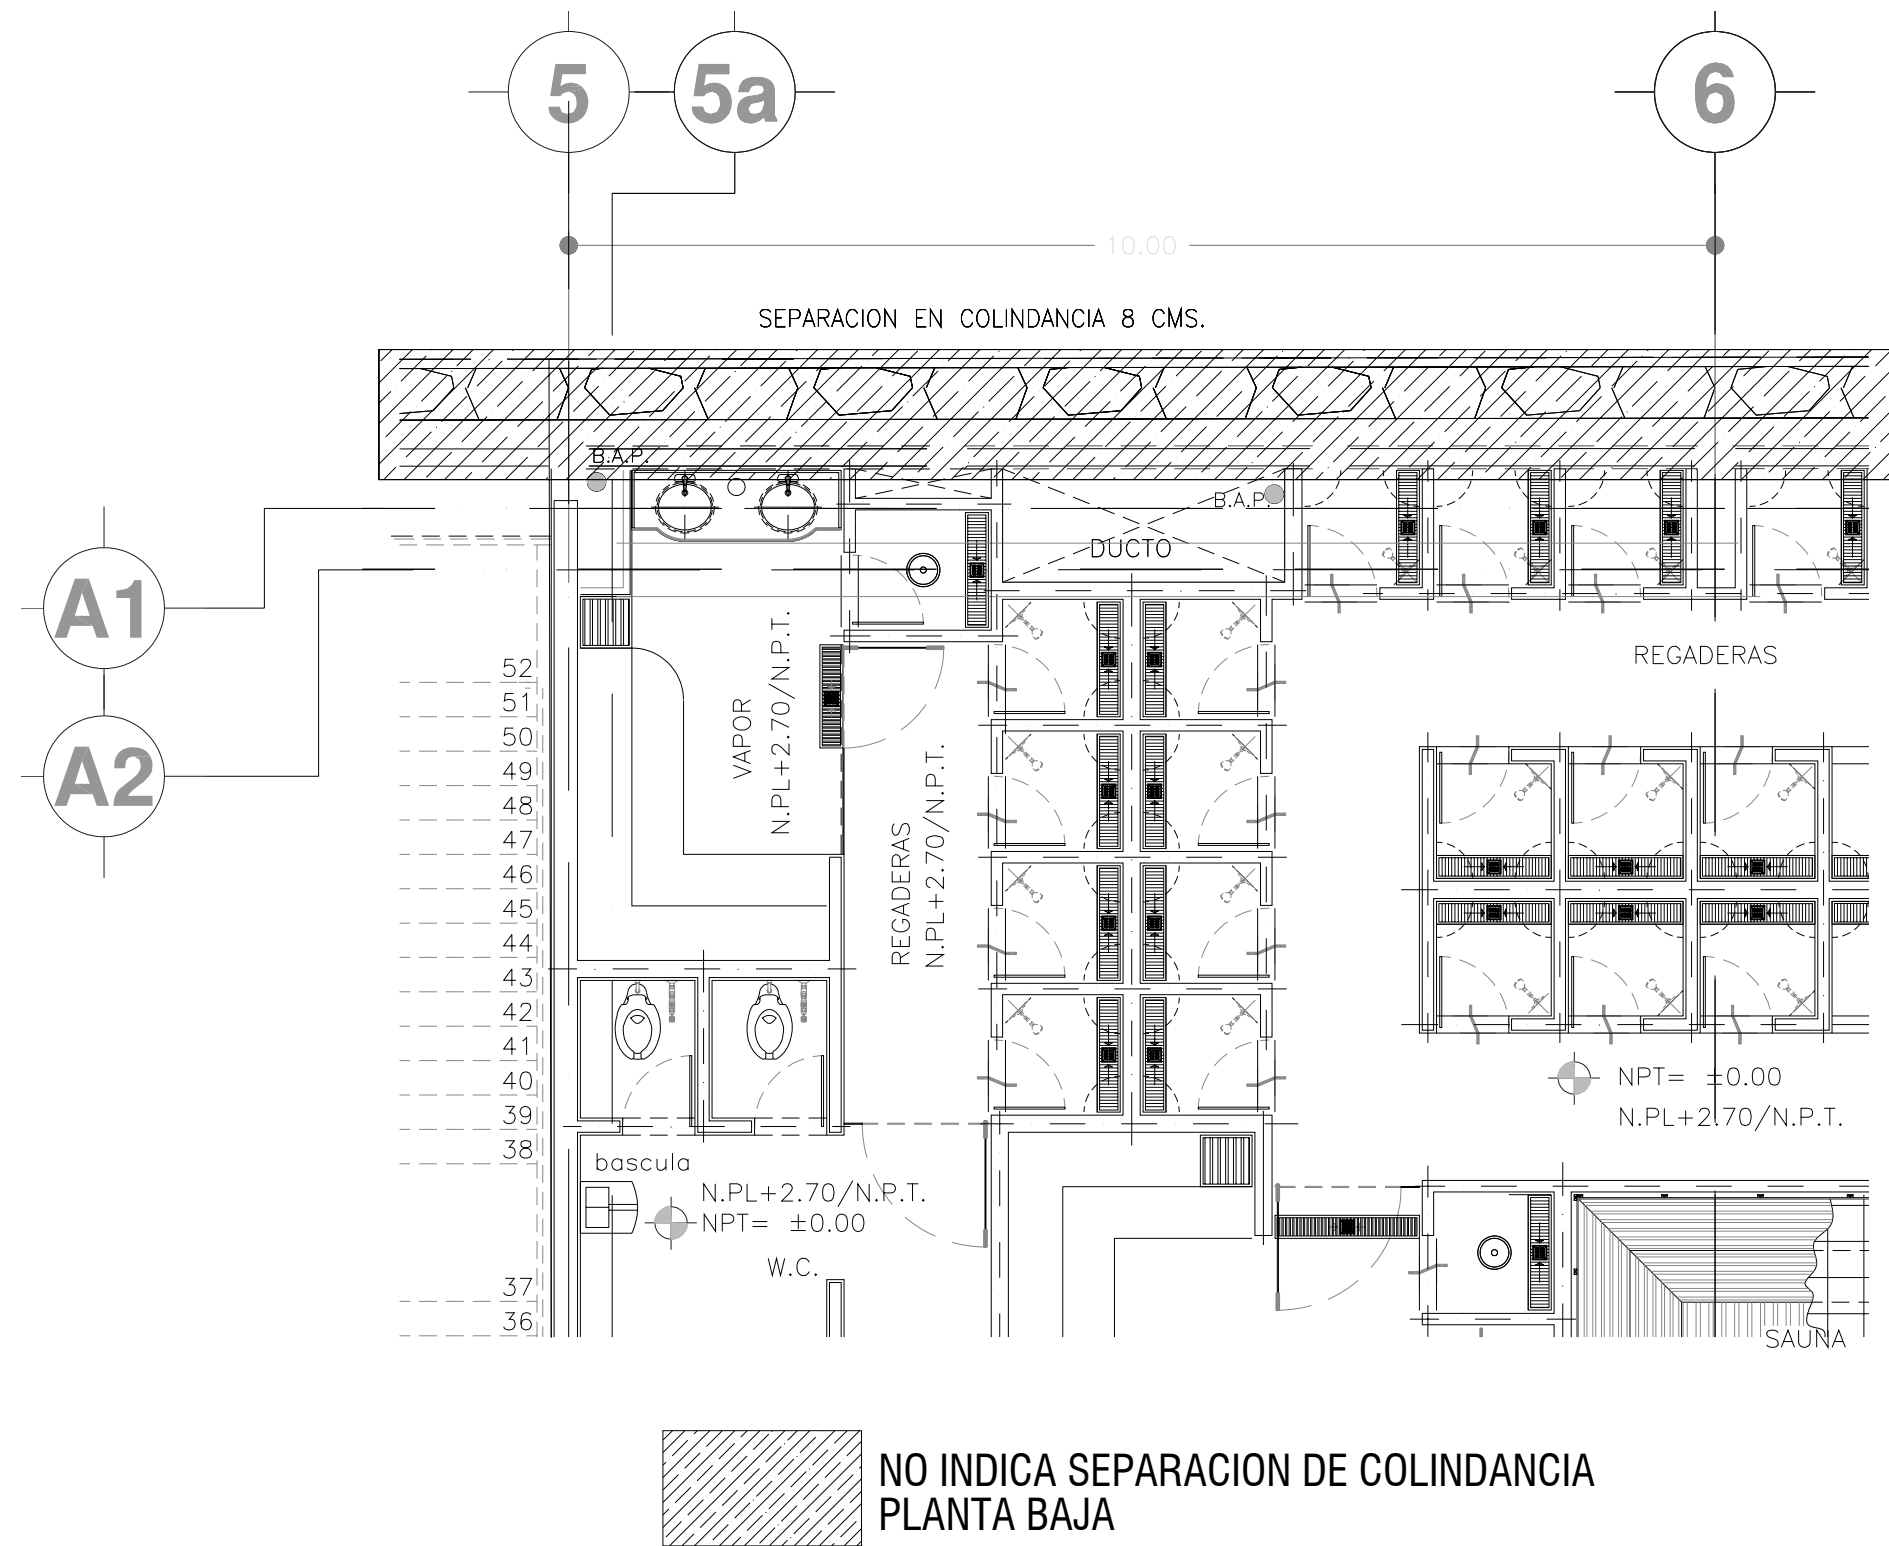 5
5a
6
10.00
SEPARACION EN COLINDANCIA 8 CMS.
B.A.P.
B.A.P.
DUCTO
A1
A2
REGADERAS
52
51
50
49
48
47
46
45
44
43
42
41
40
39
38
37
36
VAPOR
N.PL+2.70/N.P.T.
REGADERAS
N.PL+2.70/N.P.T.
NPT= ±0.00
N.PL+2.70/N.P.T.
bascula
N.PL+2.70/N.P.T.
NPT= ±0.00
W.C.
SAUNA
NO INDICA SEPARACION DE COLINDANCIA
PLANTA BAJA